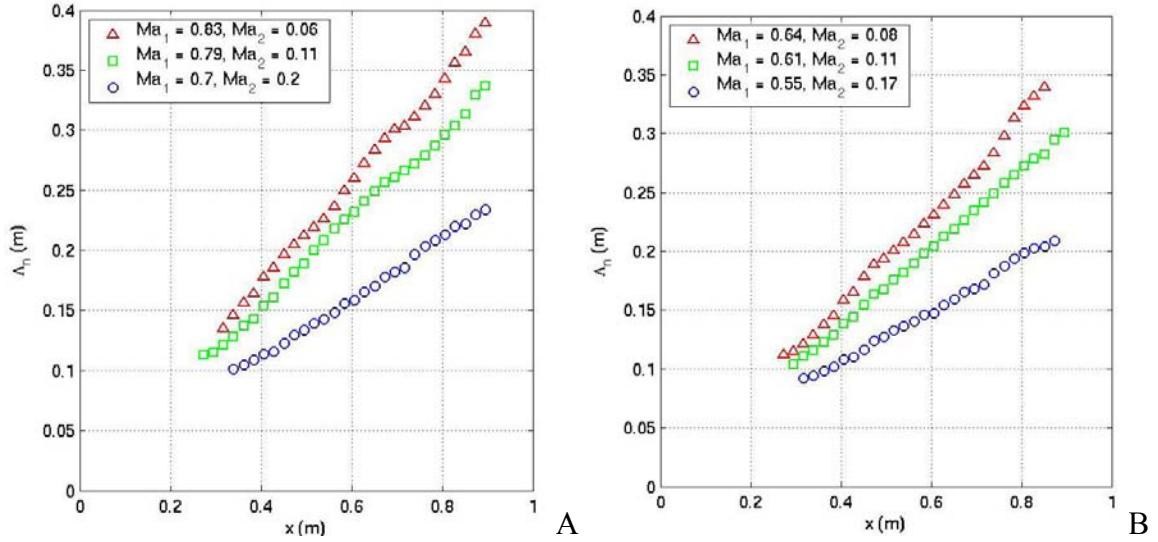 0.4
0.35
0.3
0.25
0.2
0.15
0.1
0.05
0
Λn (m)
Ma1 = 0.83, Ma2 = 0.06
Ma1 = 0.79, Ma2 = 0.11
Ma1 = 0.7, Ma2 = 0.2
0 0.2 0.4 0.6 0.8 1
x (m)
A
0.4
0.35
0.3
0.25
0.2
0.15
0.1
0.05
0
Λn (m)
Ma1 = 0.64, Ma2 = 0.08
Ma1 = 0.61, Ma2 = 0.11
Ma1 = 0.55, Ma2 = 0.17
0 0.2 0.4 0.6 0.8 1
x (m)
B